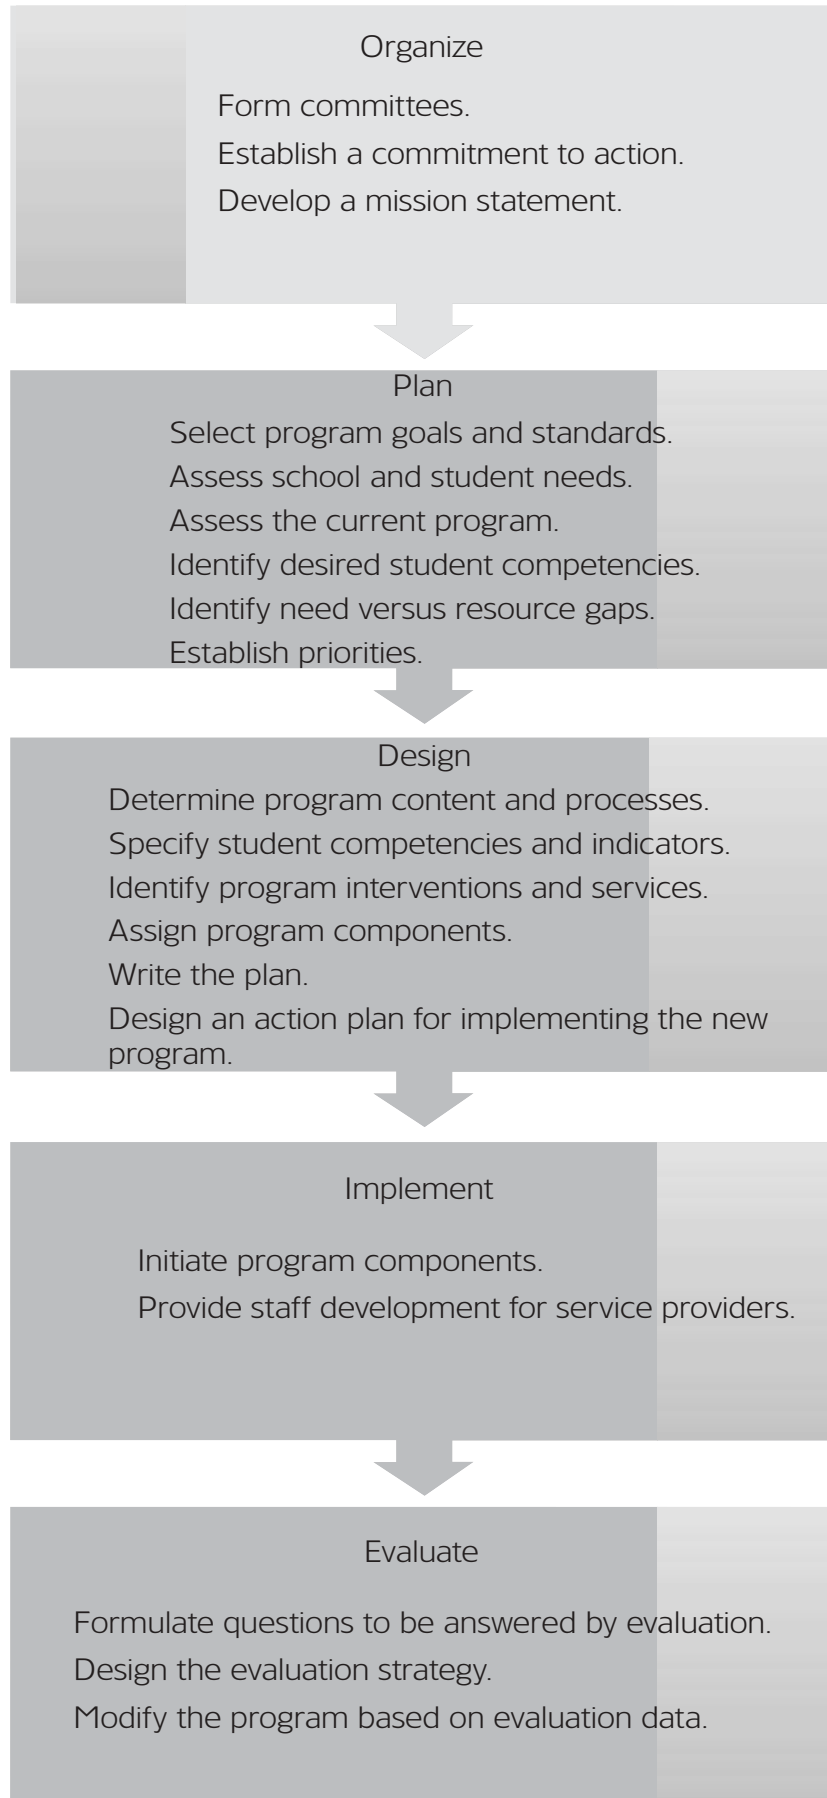 Organize
Form committees.
Establish a commitment to action.
Develop a mission statement.
Plan
Select program goals and standards.
Assess school and student needs.
Assess the current program.
Identify desired student competencies.
Identify need versus resource gaps.
Establish priorities.
Design
Determine program content and processes.
Specify student competencies and indicators.
Identify program interventions and services.
Assign program components.
Write the plan.
Design an action plan for implementing the new
program.
Implement
Initiate program components.
Provide staff development for service providers.
Evaluate
Formulate questions to be answered by evaluation.
Design the evaluation strategy.
Modify the program based on evaluation data.